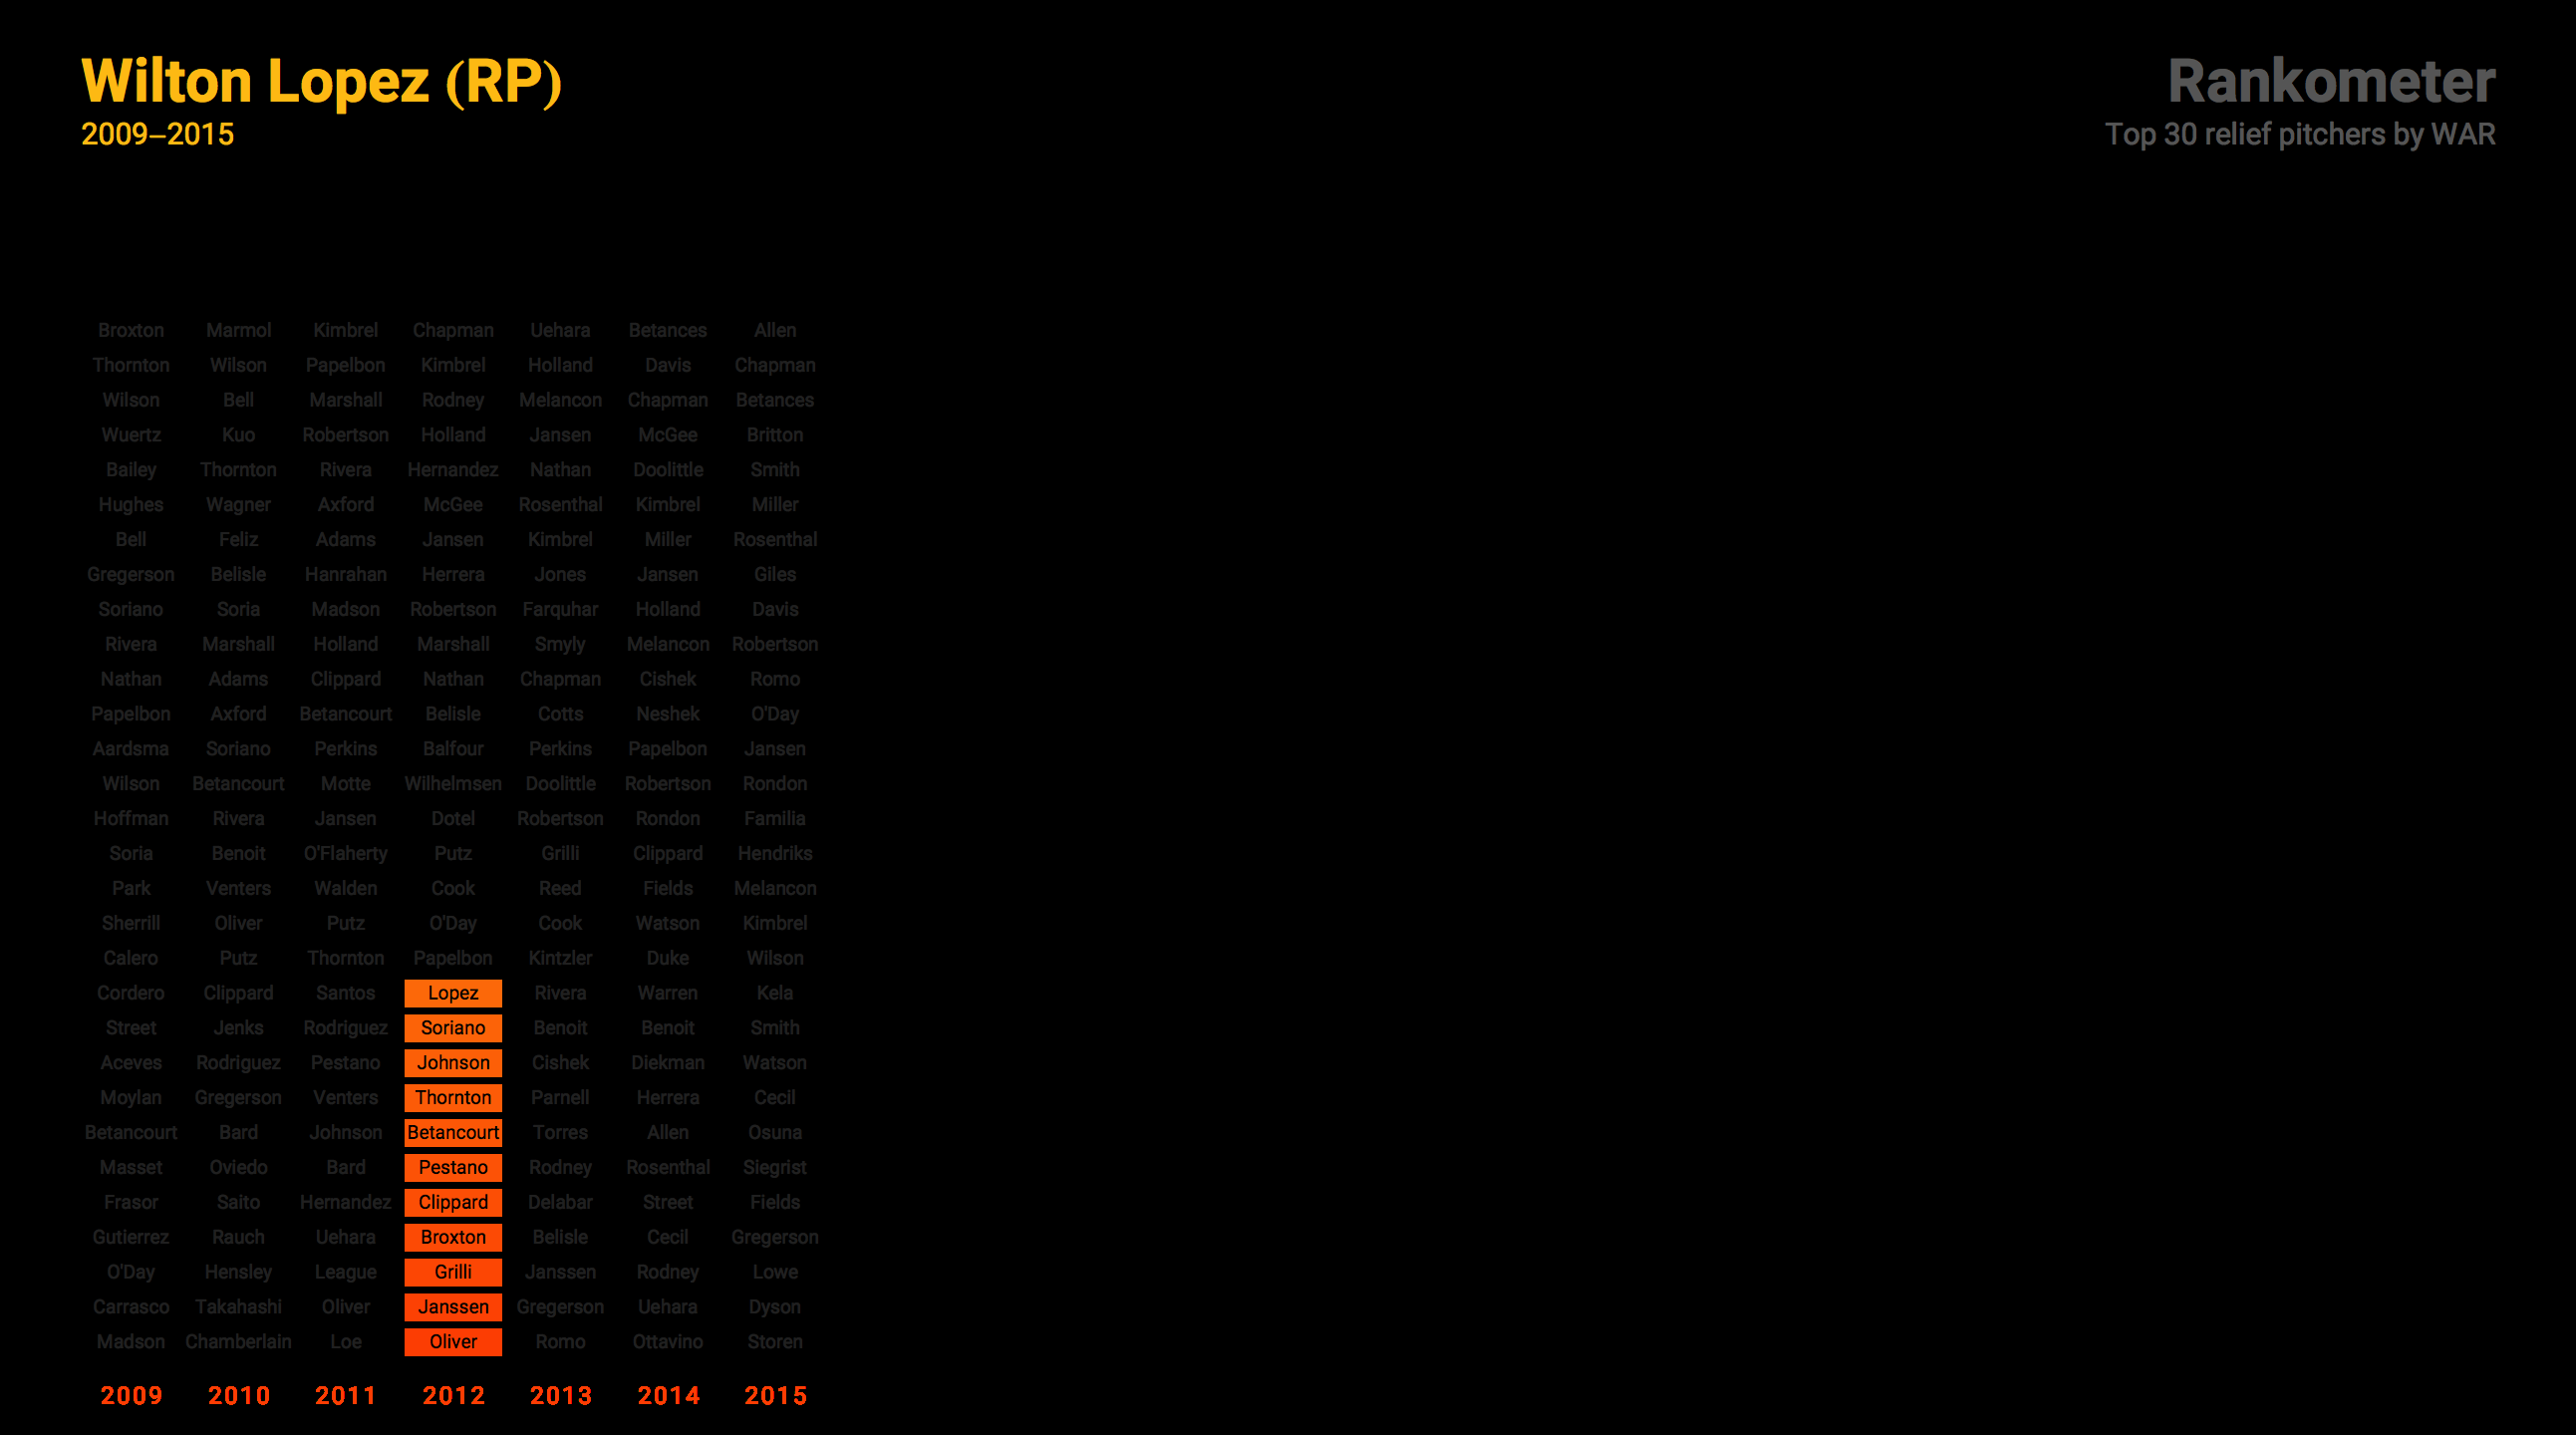 Wilton Lopez (RP)
2009–2015
Rankometer
Top 30 relief pitchers by WAR
Broxton Marmol Kimbrel Chapman Uehara Betances Allen
Thornton Wilson Papelbon Kimbrel Holland Davis Chapman
Wilson Bell Marshall Rodney Melancon Chapman Betances
Wuertz Kuo Robertson Holland Jansen McGee Britton
Bailey Thornton Rivera Hernandez Nathan Doolittle Smith
Hughes Wagner Axford McGee Rosenthal Kimbrel Miller
Bell Feliz Adams Jansen Kimbrel Miller Rosenthal
Gregerson Belisle Hanrahan Herrera Jones Jansen Giles
Soriano Soria Madson Robertson Farquhar Holland Davis
Rivera Marshall Holland Marshall Smyly Melancon Robertson
Nathan Adams Clippard Nathan Chapman Cishek Romo
Papelbon Axford Betancourt Belisle Cotts Neshek O'Day
Aardsma Soriano Perkins Balfour Perkins Papelbon Jansen
Wilson Betancourt Motte Wilhelmsen Doolittle Robertson Rondon
Hoffman Rivera Jansen Dotel Robertson Rondon Familia
Soria Benoit O'Flaherty Putz Grilli Clippard Hendriks
Park Venters Walden Cook Reed Fields Melancon
Sherrill Oliver Putz O'Day Cook Watson Kimbrel
Calero Putz Thornton Papelbon Kintzler Duke Wilson
Cordero Clippard Santos Lopez Rivera Warren Kela
Street Jenks Rodriguez Soriano Benoit Benoit Smith
Aceves Rodriguez Pestano Johnson Cishek Diekman Watson
Moylan Gregerson Venters Thornton Parnell Herrera Cecil
Betancourt Bard Johnson Betancourt Torres Allen Osuna
Masset Oviedo Bard Pestano Rodney Rosenthal Siegrist
Frasor Saito Hernandez Clippard Delabar Street Fields
Gutierrez Rauch Uehara Broxton Belisle Cecil Gregerson
O'Day Hensley League Grilli Janssen Rodney Lowe
Carrasco Takahashi Oliver Janssen Gregerson Uehara Dyson
Madson Chamberlain Loe Oliver Romo Ottavino Storen
2009 2010 2011 2012 2013 2014 2015